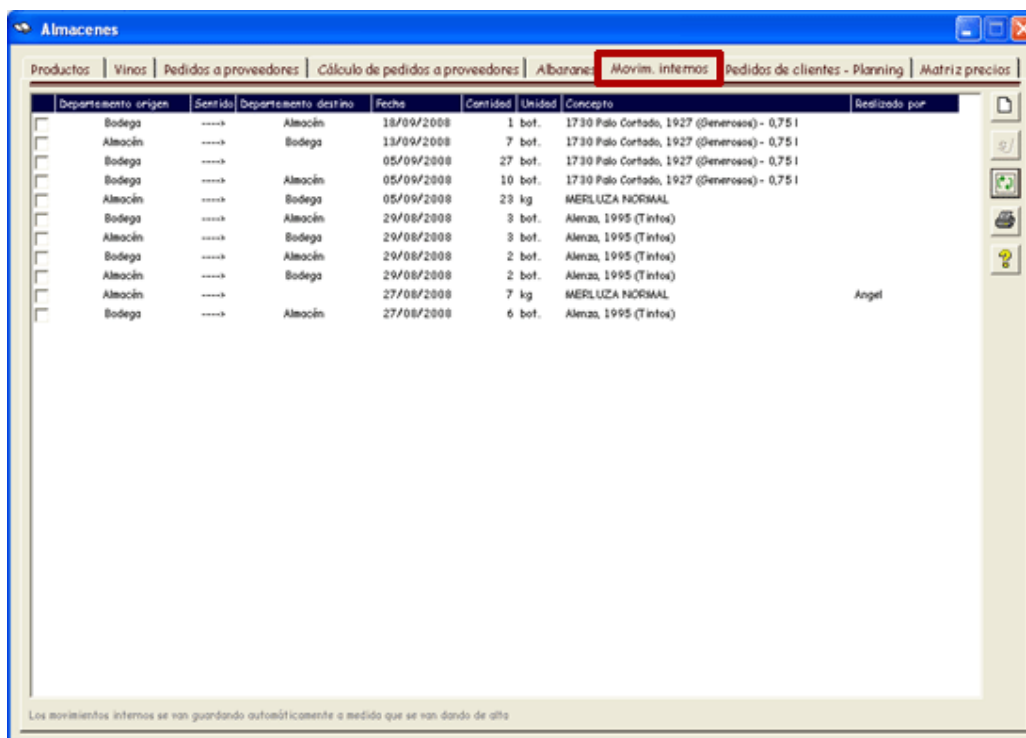 Almacenes
Productos Vinos Pedidos a proveedores Cálculo de pedidos a proveedores Albaranes Movim. internos Pedidos de clientes - Planning Matriz precios
Departamento origen Sentido Departamento destino Fecha Cantidad Unidad Concepto Realizado por
Bodega ----> Almacén 18/09/2008 1 bot. 1730 Palo Cortado, 1927 (Generosos) - 0,75 l
Almacén ----> Bodega 13/09/2008 7 bot. 1730 Palo Cortado, 1927 (Generosos) - 0,75 l
Bodega ----> 05/09/2008 27 bot. 1730 Palo Cortado, 1927 (Generosos) - 0,75 l
Bodega ----> Almacén 05/09/2008 10 bot. 1730 Palo Cortado, 1927 (Generosos) - 0,75 l
Almacén ----> Bodega 05/09/2008 23 kg MERLUZA NORMAL
Bodega ----> Almacén 29/08/2008 3 bot. Alenza, 1995 (Tintos)
Almacén ----> Bodega 29/08/2008 3 bot. Alenza, 1995 (Tintos)
Bodega ----> Almacén 29/08/2008 2 bot. Alenza, 1995 (Tintos)
Almacén ----> Bodega 29/08/2008 2 bot. Alenza, 1995 (Tintos)
Almacén ----> 27/08/2008 7 kg MERLUZA NORMAL Angel
Bodega ----> Almacén 27/08/2008 6 bot. Alenza, 1995 (Tintos)
Los movimientos internos se van guardando automáticamente a medida que se van dando de alta